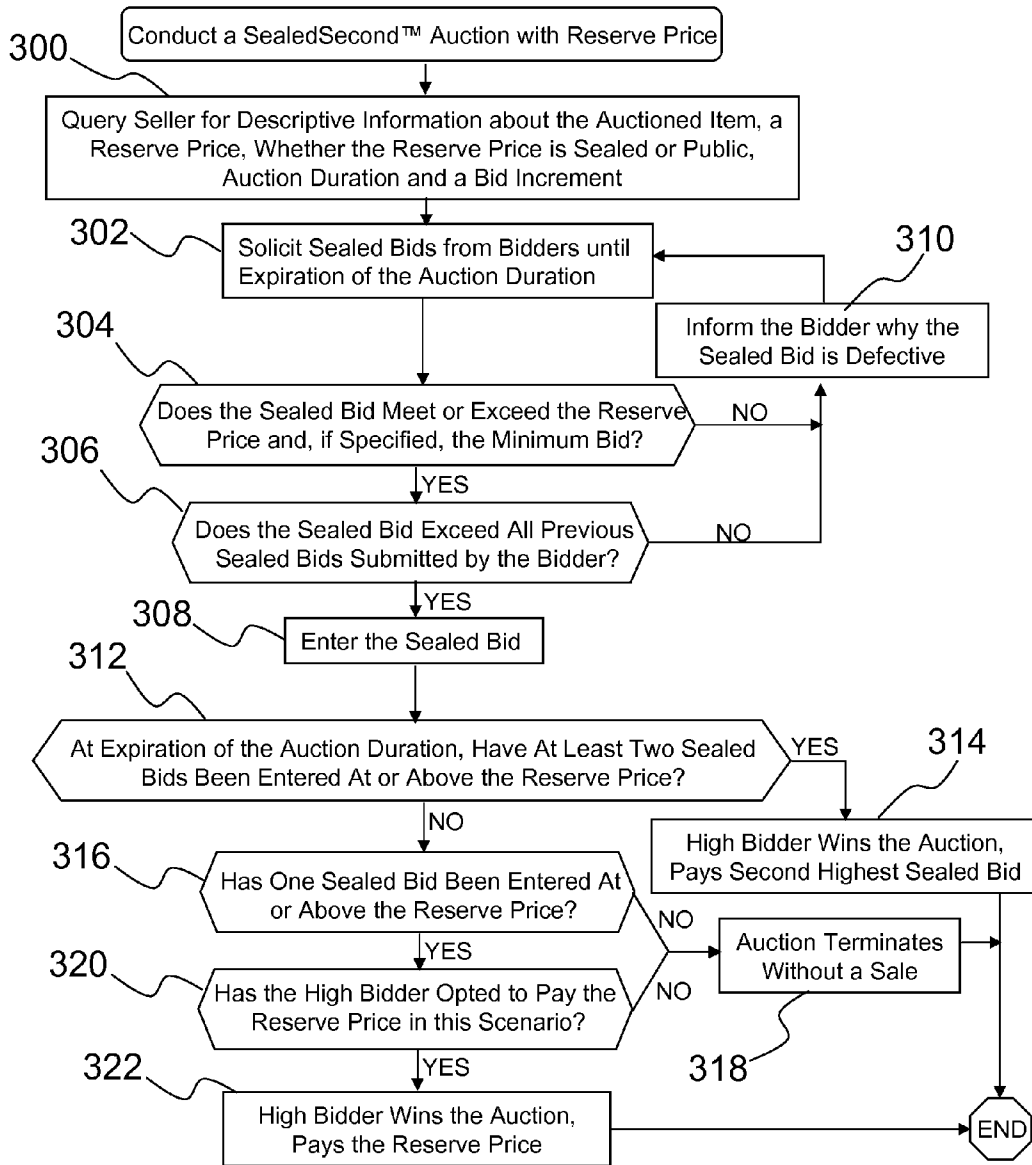 Conduct a SealedSecond™ Auction with Reserve Price
300
Query Seller for Descriptive Information about the Auctioned Item, a
Reserve Price, Whether the Reserve Price is Sealed or Public,
Auction Duration and a Bid Increment
302
Solicit Sealed Bids from Bidders until
Expiration of the Auction Duration
310
Inform the Bidder why the
Sealed Bid is Defective
304
Does the Sealed Bid Meet or Exceed the Reserve
Price and, if Specified, the Minimum Bid?
NO
YES
306
Does the Sealed Bid Exceed All Previous
Sealed Bids Submitted by the Bidder?
NO
YES
308
Enter the Sealed Bid
312
At Expiration of the Auction Duration, Have At Least Two Sealed
Bids Been Entered At or Above the Reserve Price?
YES
314
High Bidder Wins the Auction,
Pays Second Highest Sealed Bid
NO
316
Has One Sealed Bid Been Entered At
or Above the Reserve Price?
NO
YES
Auction Terminates
Without a Sale
318
320
Has the High Bidder Opted to Pay the
Reserve Price in this Scenario?
NO
YES
322
High Bidder Wins the Auction,
Pays the Reserve Price
END